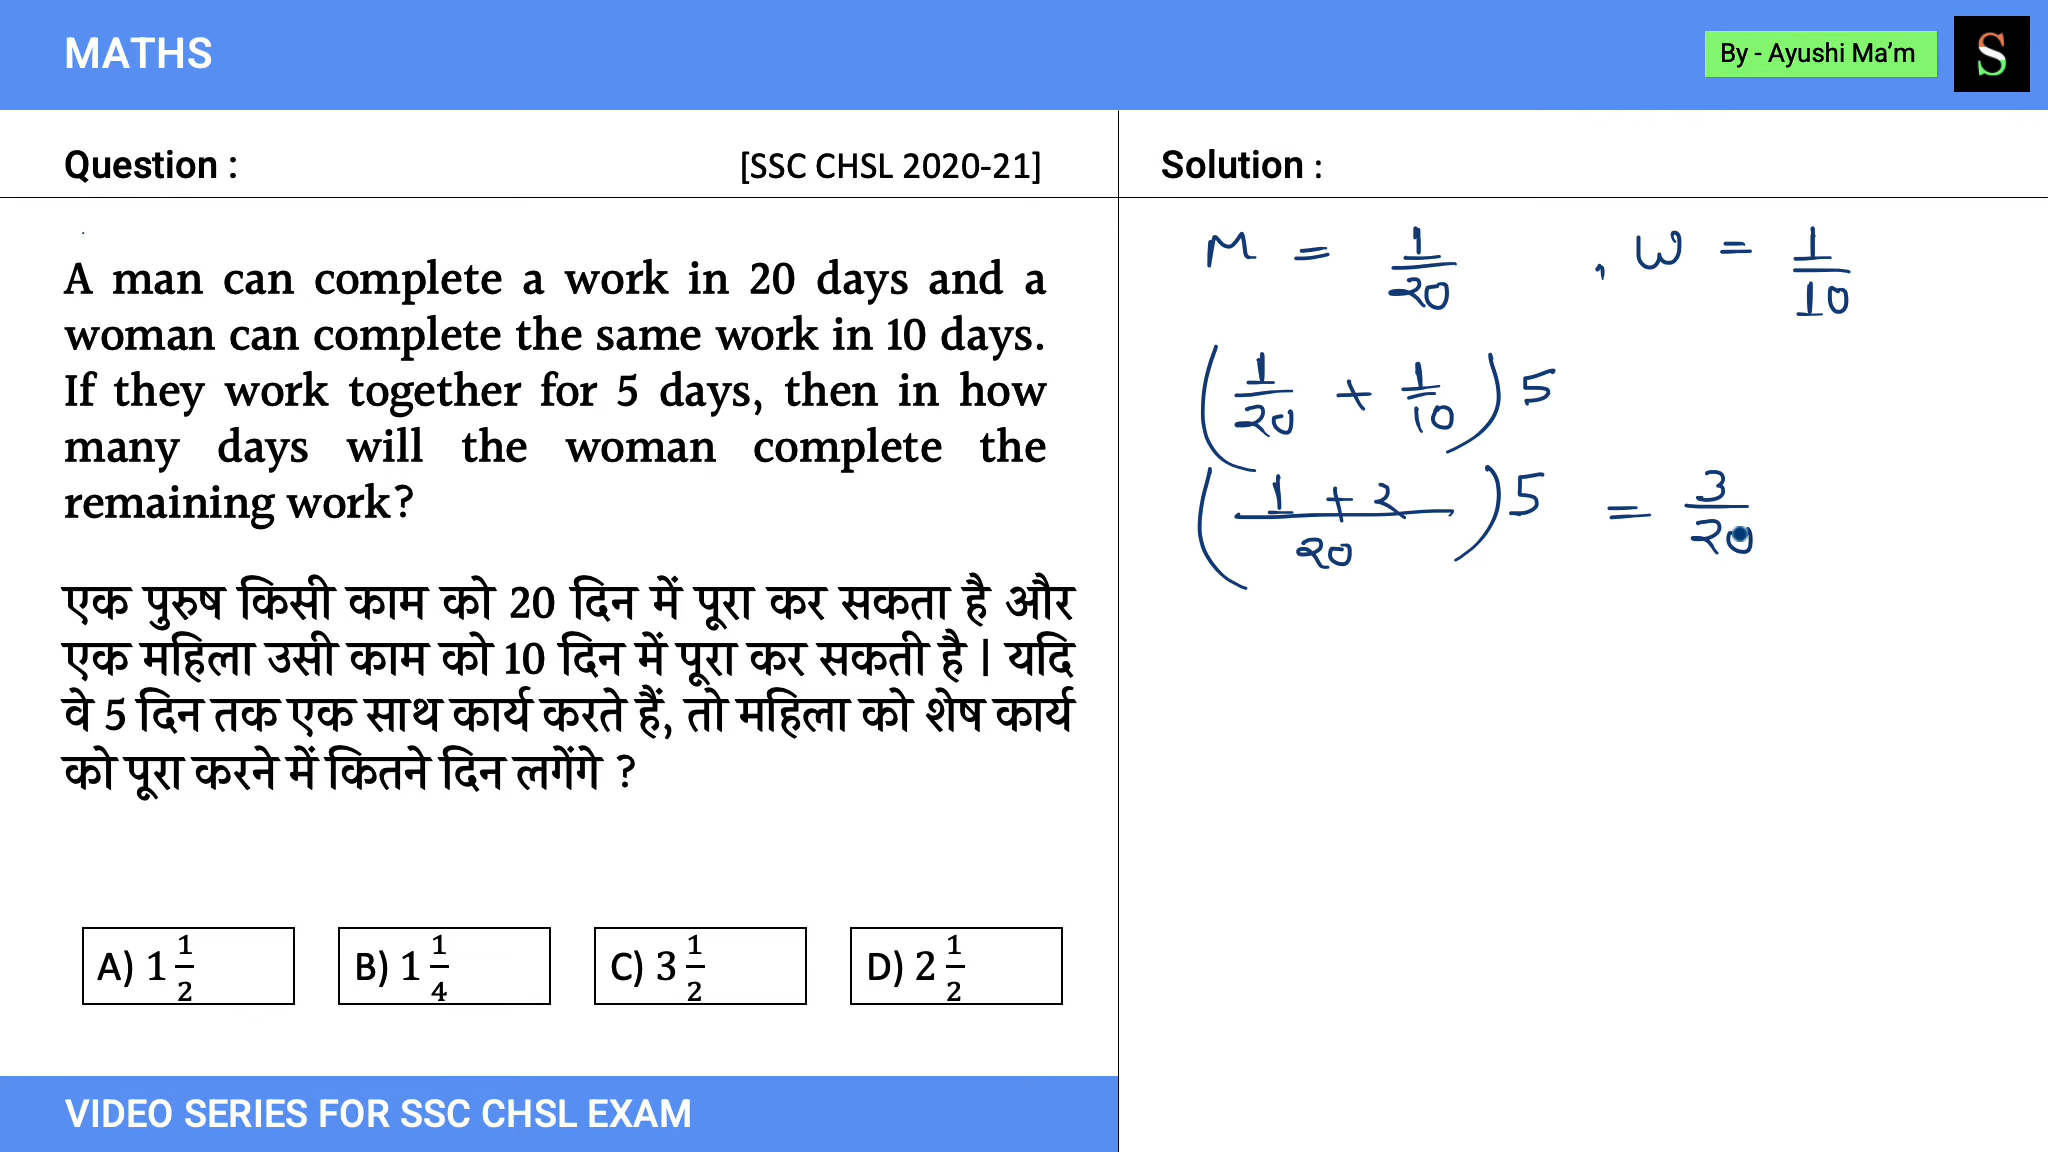 MATHS
By - Ayushi Ma’m
S
Question :
[SSC CHSL 2020-21]
A man can complete a work in 20 days and a
woman can complete the same work in 10 days.
If they work together for 5 days, then in how
many days will the woman complete the
remaining work?
एक पुरुष किसी काम को 20 दिन में पूरा कर सकता है और
एक महिला उसी काम को 10 दिन में पूरा कर सकती है | यदि
वे 5 दिन तक एक साथ कार्य करते हैं, तो महिला को शेष कार्य
को पूरा करने में कितने दिन लगेंगे ?
A) 1 1/2
B) 1 1/4
C) 3 1/2
D) 2 1/2
VIDEO SERIES FOR SSC CHSL EXAM
Solution :
M = 1/20 , W = 1/10
(1/20 + 1/10) 5
((1 + 2)/20) 5 = 3/20